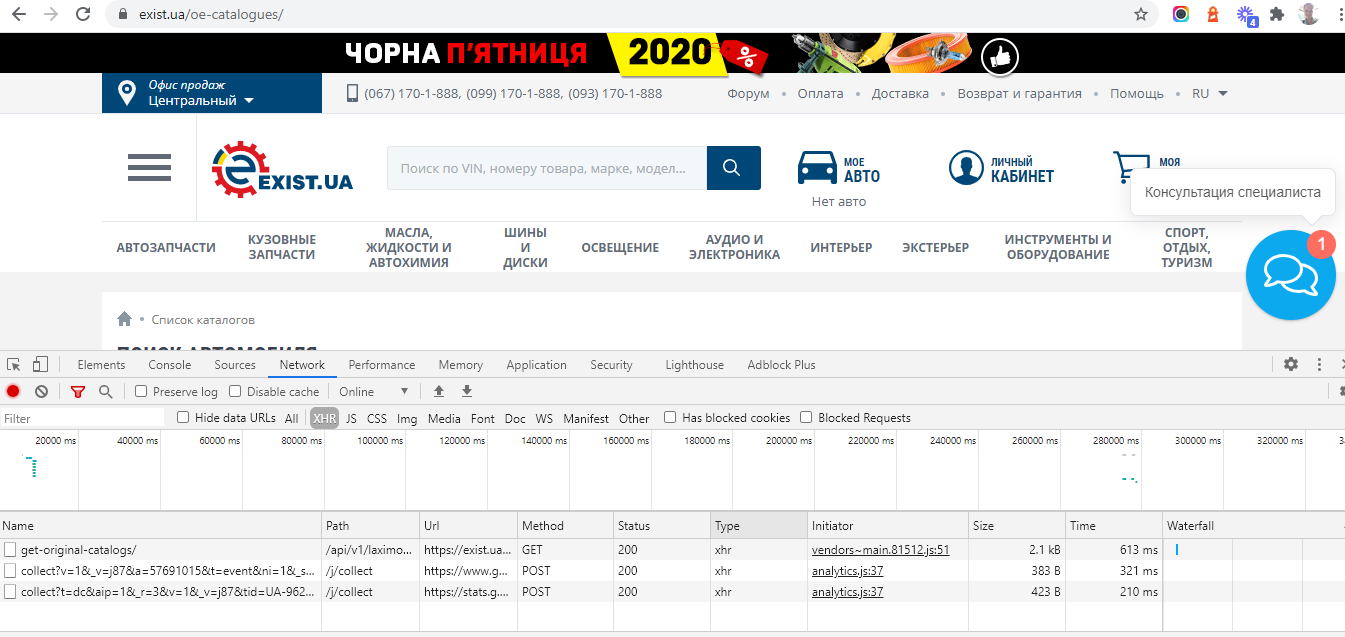 exist.ua/oe-catalogues/
4
ЧОРНА П'ЯТНИЦЯ 2020 %
Офис продаж
Центральный
(067) 170-1-888, (099) 170-1-888, (093) 170-1-888
Форум • Оплата • Доставка • Возврат и гарантия • Помощь • RU
EXIST.UA
Поиск по VIN, номеру товара, марке, модел...
МОЕ
АВТО
Нет авто
ЛИЧНЫЙ
КАБИНЕТ
МОЯ
Консультация специалиста
1
АВТОЗАПЧАСТИ
КУЗОВНЫЕ
ЗАПЧАСТИ
МАСЛА,
ЖИДКОСТИ И
АВТОХИМИЯ
ШИНЫ
И
ДИСКИ
ОСВЕЩЕНИЕ
АУДИО И
ЭЛЕКТРОНИКА
ИНТЕРЬЕР
ЭКСТЕРЬЕР
ИНСТРУМЕНТЫ И
ОБОРУДОВАНИЕ
СПОРТ,
ОТДЫХ,
ТУРИЗМ
• Список каталогов
ПОИСК АВТОМОБИЛЯ
Elements Console Sources Network Performance Memory Application Security Lighthouse Adblock Plus
Preserve log Disable cache Online
Filter Hide data URLs All XHR JS CSS Img Media Font Doc WS Manifest Other Has blocked cookies Blocked Requests
20000 ms 40000 ms 60000 ms 80000 ms 100000 ms 120000 ms 140000 ms 160000 ms 180000 ms 200000 ms 220000 ms 240000 ms 260000 ms 280000 ms 300000 ms 320000 ms 3
Name Path Url Method Status Type Initiator Size Time Waterfall
get-original-catalogs/ /api/v1/laximo... https://exist.ua... GET 200 xhr vendors~main.81512.js:51 2.1 kB 613 ms
collect?v=1&_v=j87&a=57691015&t=event&ni=1&_s... /j/collect https://www.g... POST 200 xhr analytics.js:37 383 B 321 ms
collect?t=dc&aip=1&_r=3&v=1&_v=j87&tid=UA-962... /j/collect https://stats.g.... POST 200 xhr analytics.js:37 423 B 210 ms